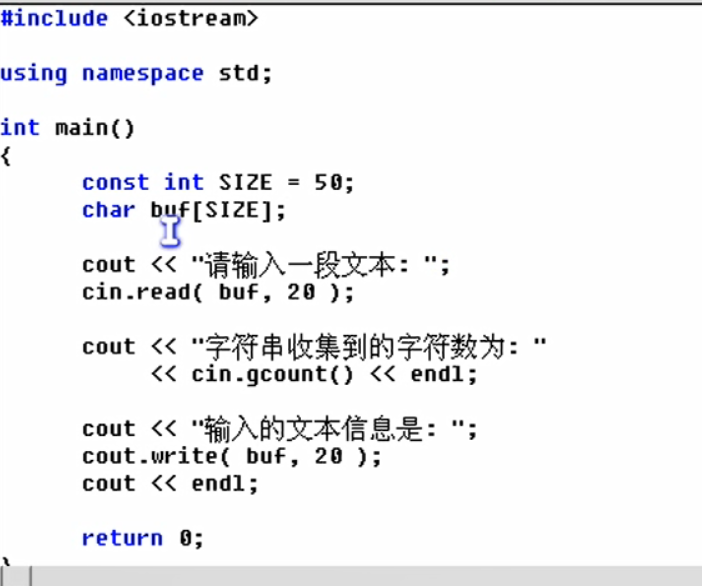 #include <iostream>
using namespace std;
int main()
{
const int SIZE = 50;
char buf[SIZE];
cout << "请输入一段文本: ";
cin.read( buf, 20 );
cout << "字符串收集到的字符数为: "
<< cin.gcount() << endl;
cout << "输入的文本信息是: ";
cout.write( buf, 20 );
cout << endl;
return 0;
}